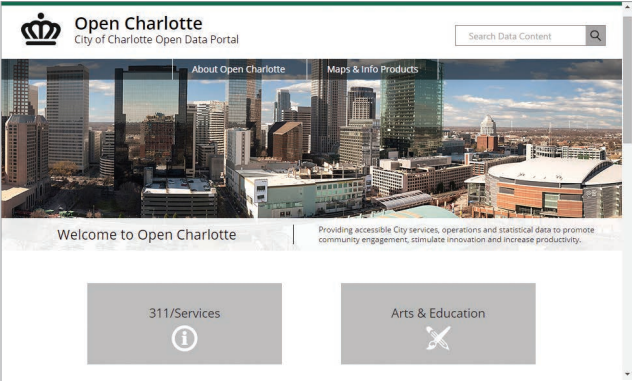 Open Charlotte
City of Charlotte Open Data Portal
Search Data Content
About Open Charlotte
Maps & Info Products
Welcome to Open Charlotte
Providing accessible City services, operations and statistical data to promote
community engagement, stimulate innovation and increase productivity.
311/Services
Arts & Education